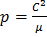 p = c²/μ